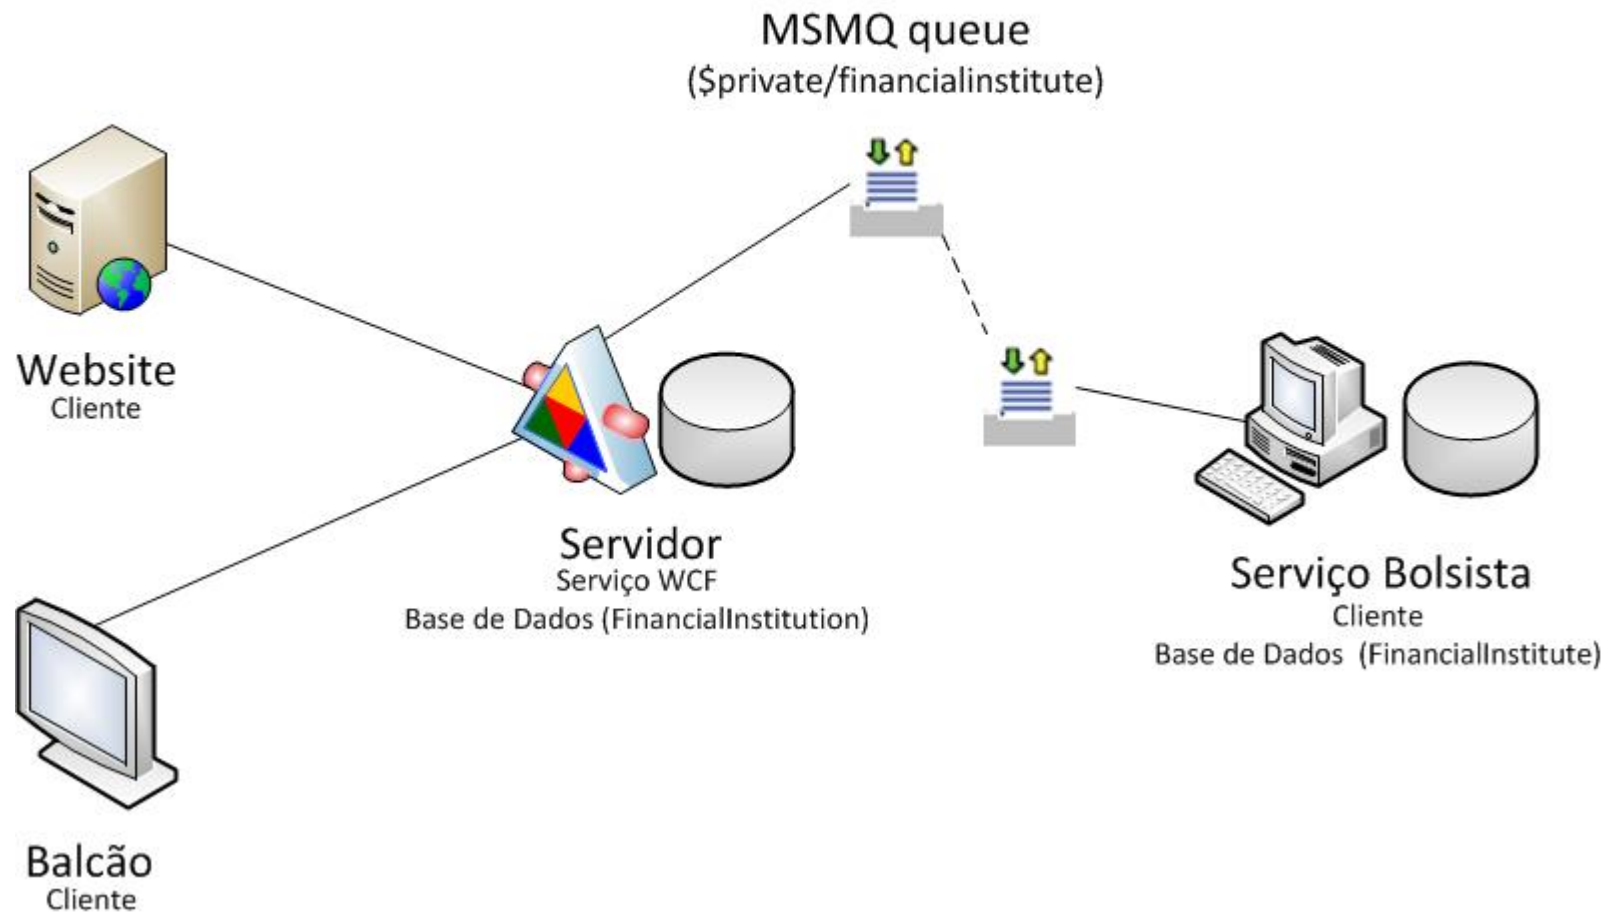 MSMQ queue
($private/financialinstitute)
Website
Cliente
Servidor
Serviço WCF
Base de Dados (FinancialInstitution)
Serviço Bolsista
Cliente
Base de Dados (FinancialInstitute)
Balcão
Cliente